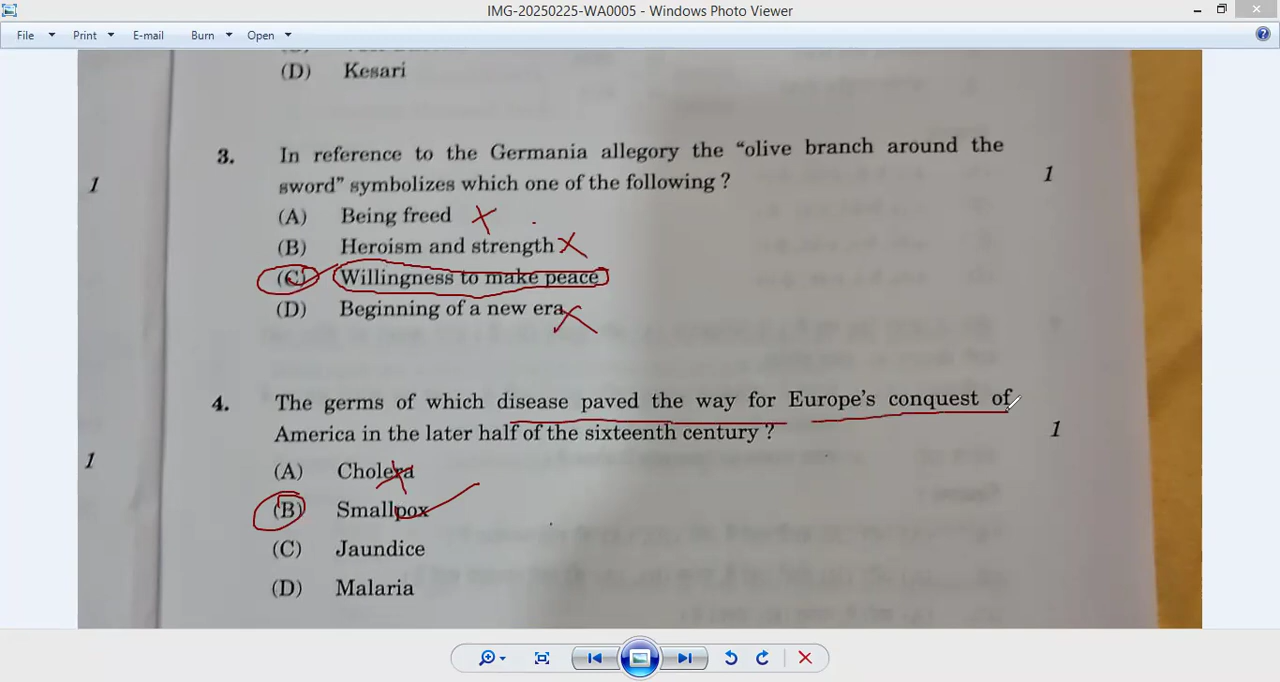 IMG-20250225-WA0005 - Windows Photo Viewer
File Print E-mail Burn Open
(D) Kesari
3. In reference to the Germania allegory the “olive branch around the
sword” symbolizes which one of the following ?
1
1
(A) Being freed
(B) Heroism and strength
(C) Willingness to make peace
(D) Beginning of a new era
4. The germs of which disease paved the way for Europe’s conquest of
America in the later half of the sixteenth century ?
1
1
(A) Cholera
(B) Smallpox
(C) Jaundice
(D) Malaria